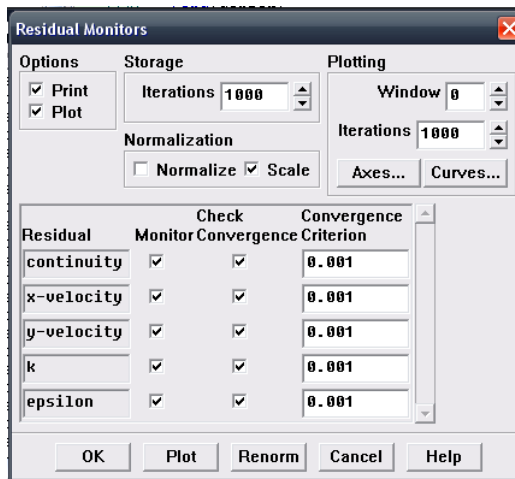 Residual Monitors
Options
Print
Plot
Storage
Iterations 1000
Normalization
Normalize Scale
Plotting
Window 0
Iterations 1000
Axes... Curves...
Residual Monitor Check Convergence Convergence Criterion
continuity 0.001
x-velocity 0.001
y-velocity 0.001
k 0.001
epsilon 0.001
OK Plot Renorm Cancel Help